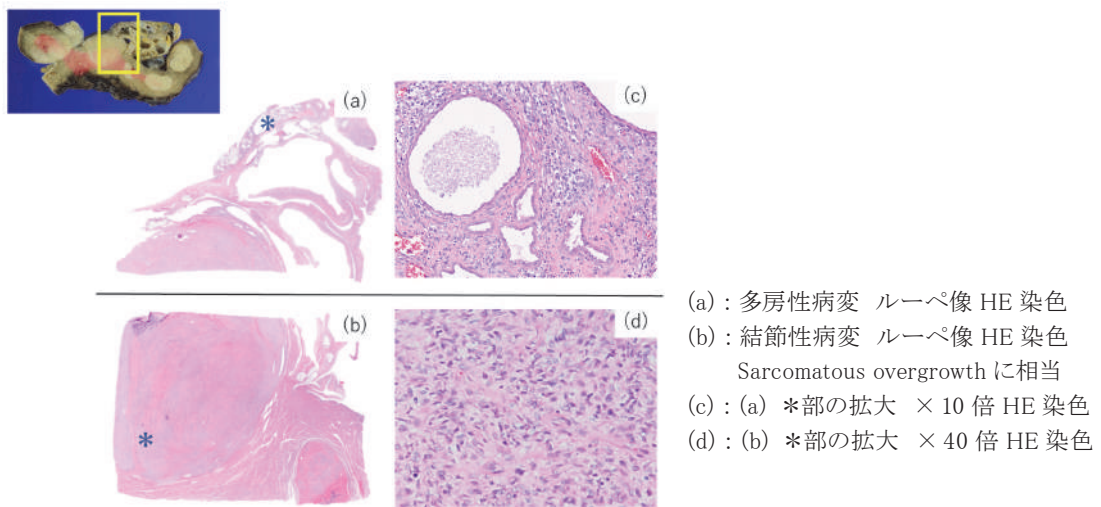 (a)
(c)
*
(b)
(d)
*
(a)：多房性病変 ルーペ像 HE 染色
(b)：結節性病変 ルーペ像 HE 染色
Sarcomatous overgrowth に相当
(c)：(a) *部の拡大 × 10 倍 HE 染色
(d)：(b) *部の拡大 × 40 倍 HE 染色